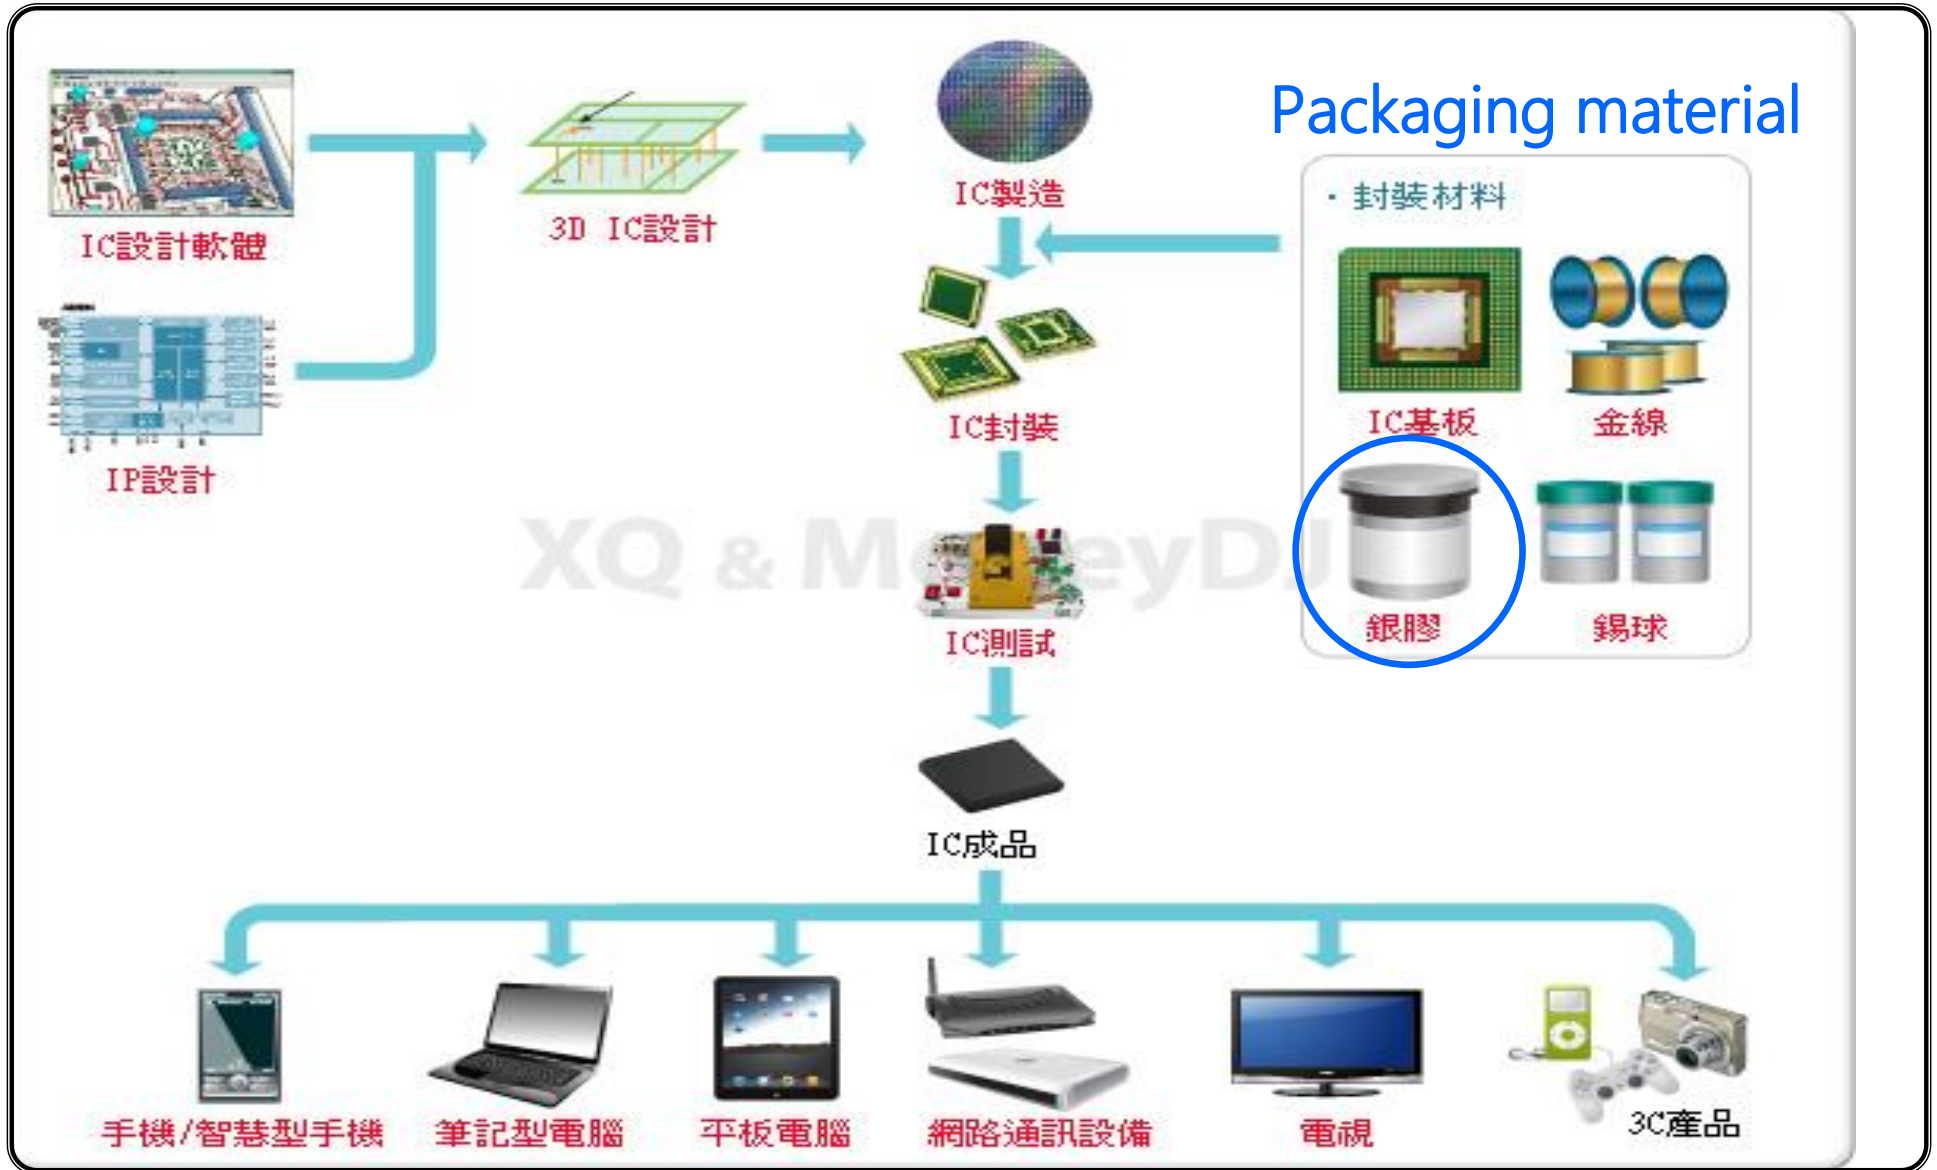 Packaging material
IC製造
・封裝材料
3D IC設計
IC設計軟體
IC基板
金線
IC封裝
IP設計
XQ & MoneyDJ
銀膠
錫球
IC測試
IC成品
手機/智慧型手機
筆記型電腦
平板電腦
網路通訊設備
電視
3C產品